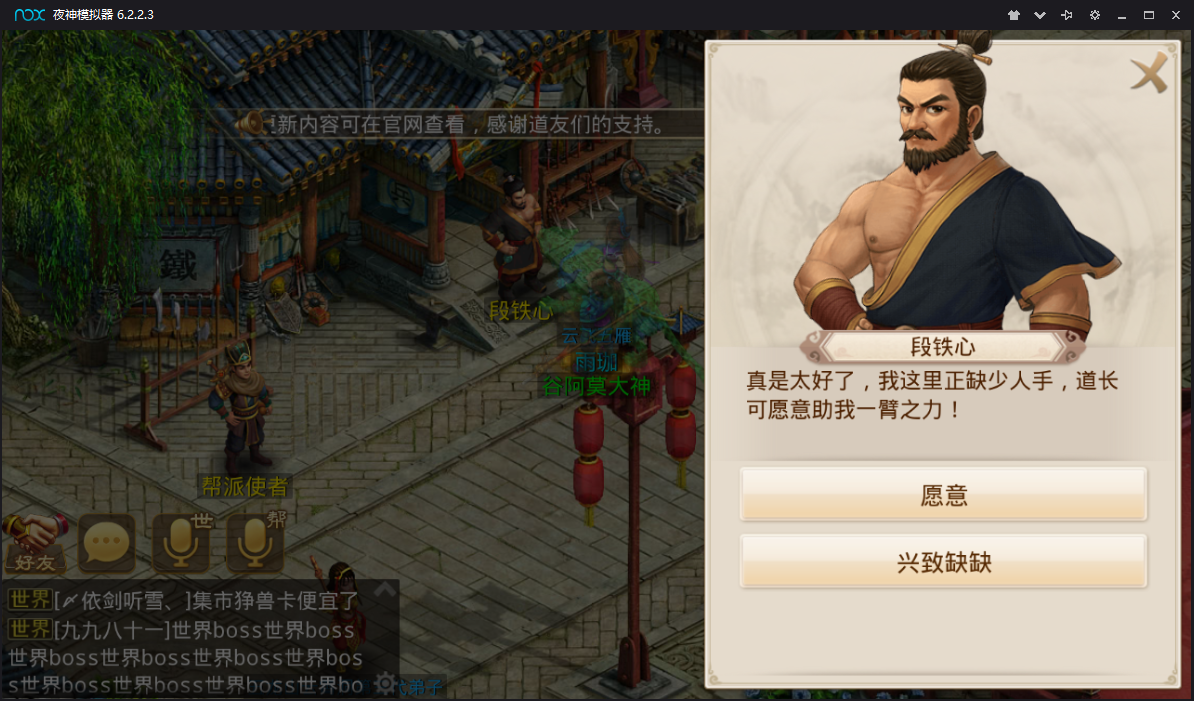 nox 夜神模拟器 6.2.2.3
新内容可在官网查看，感谢道友们的支持。
鐵
段铁心
雨珈
谷阿莫大神
帮派使者
世
帮
好友
世界[〆依剑听雪、]集市狰兽卡便宜了
世界[九九八十一]世界boss世界boss
世界boss世界boss世界boss世界bos
s世界boss世界boss世界boss世界bo
弟子
段铁心
真是太好了，我这里正缺少人手，道长
可愿意助我一臂之力！
愿意
兴致缺缺